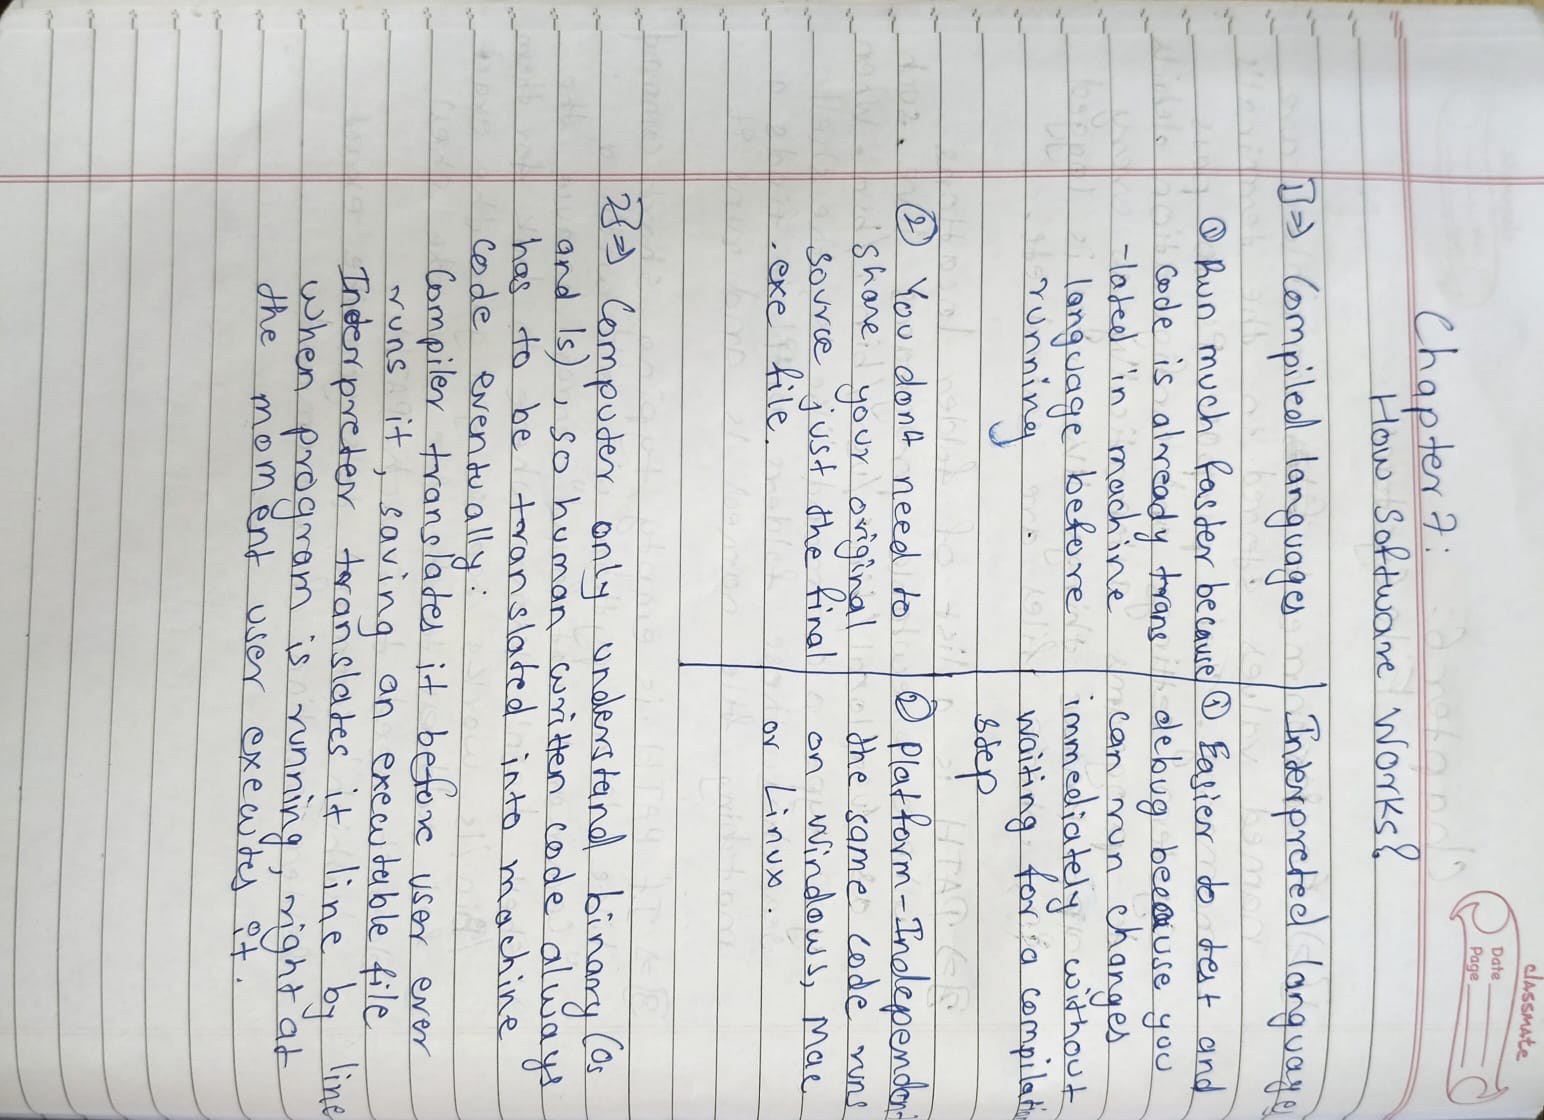 classmate
Date
Page
Chapter 7:
How Software Works?
1}⇒ Compiled languages
① Run much faster because
code is already trans
-lated in machine
language before
running.
② You don't need to
share your original
source just the final
.exe file.
Interpreted languages
① Easier to test and
debug because you
can run changes
immediately without
waiting for a compilation
step
② Platform-Independent
the same code runs
on windows, Mac
or Linux.
2}⇒ Computer only understand binary (0s
and 1s), so human written code always
has to be translated into machine
code eventually:
Compiler translates it before user ever
runs it, saving an executable file
Interpreter translates it line by line
when program is running, right at
the moment user executes it.